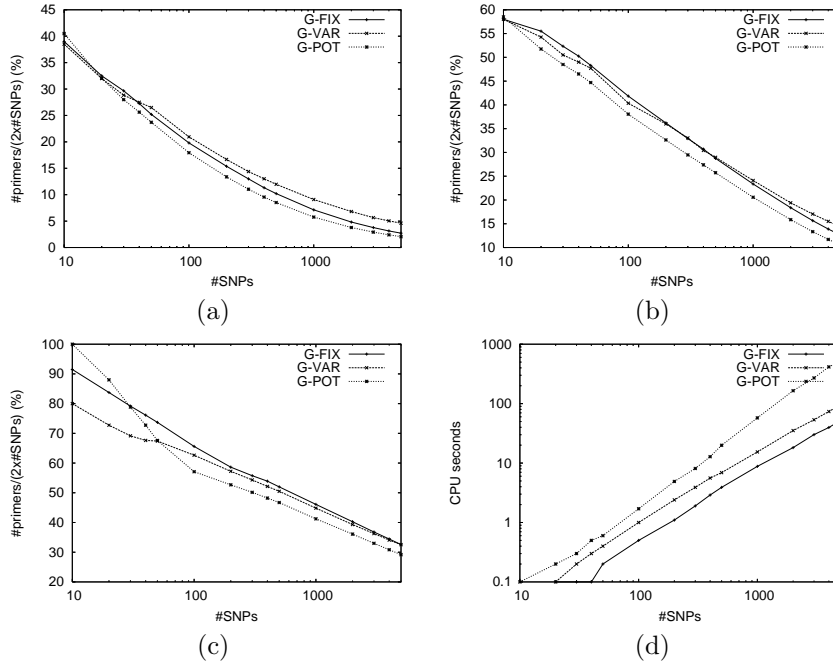 #primers/(2x#SNPs) (%)
45
40
35
30
25
20
15
10
5
0
10
100
1000
#SNPs
G-FIX
G-VAR
G-POT
(a)
#primers/(2x#SNPs) (%)
60
55
50
45
40
35
30
25
20
15
10
10
100
1000
#SNPs
G-FIX
G-VAR
G-POT
(b)
#primers/(2x#SNPs) (%)
100
90
80
70
60
50
40
30
20
10
100
1000
#SNPs
G-FIX
G-VAR
G-POT
(c)
CPU seconds
1000
100
10
1
0.1
10
100
1000
#SNPs
G-FIX
G-VAR
G-POT
(d)